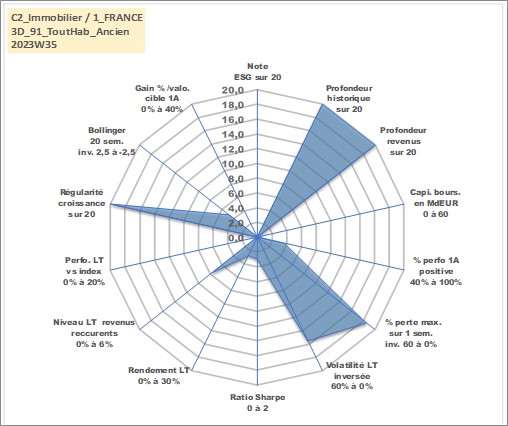 C2_Immobilier / 1_FRANCE
3D_91_ToutHab_Ancien
2023W35
Note
ESG sur 20
Profondeur
historique
sur 20
Profondeur
revenus
sur 20
Capi. bours.
en MdEUR
0 à 60
% perfo 1A
positive
40% à 100%
% perte max.
sur 1 sem.
inv. 60 à 0%
Volatilité LT
inversée
60% à 0%
Ratio Sharpe
0 à 2
Rendement LT
0% à 30%
Niveau LT revenus
reccurents
0% à 6%
Perfo. LT
vs index
0% à 20%
Régularité
croissance
sur 20
Bollinger
20 sem.
inv. 2,5 à -2,5
Gain % /valo.
cible 1A
0% à 40%
20,0
18,0
16,0
14,0
12,0
10,0
8,0
6,0
4,0
2,0
0,0